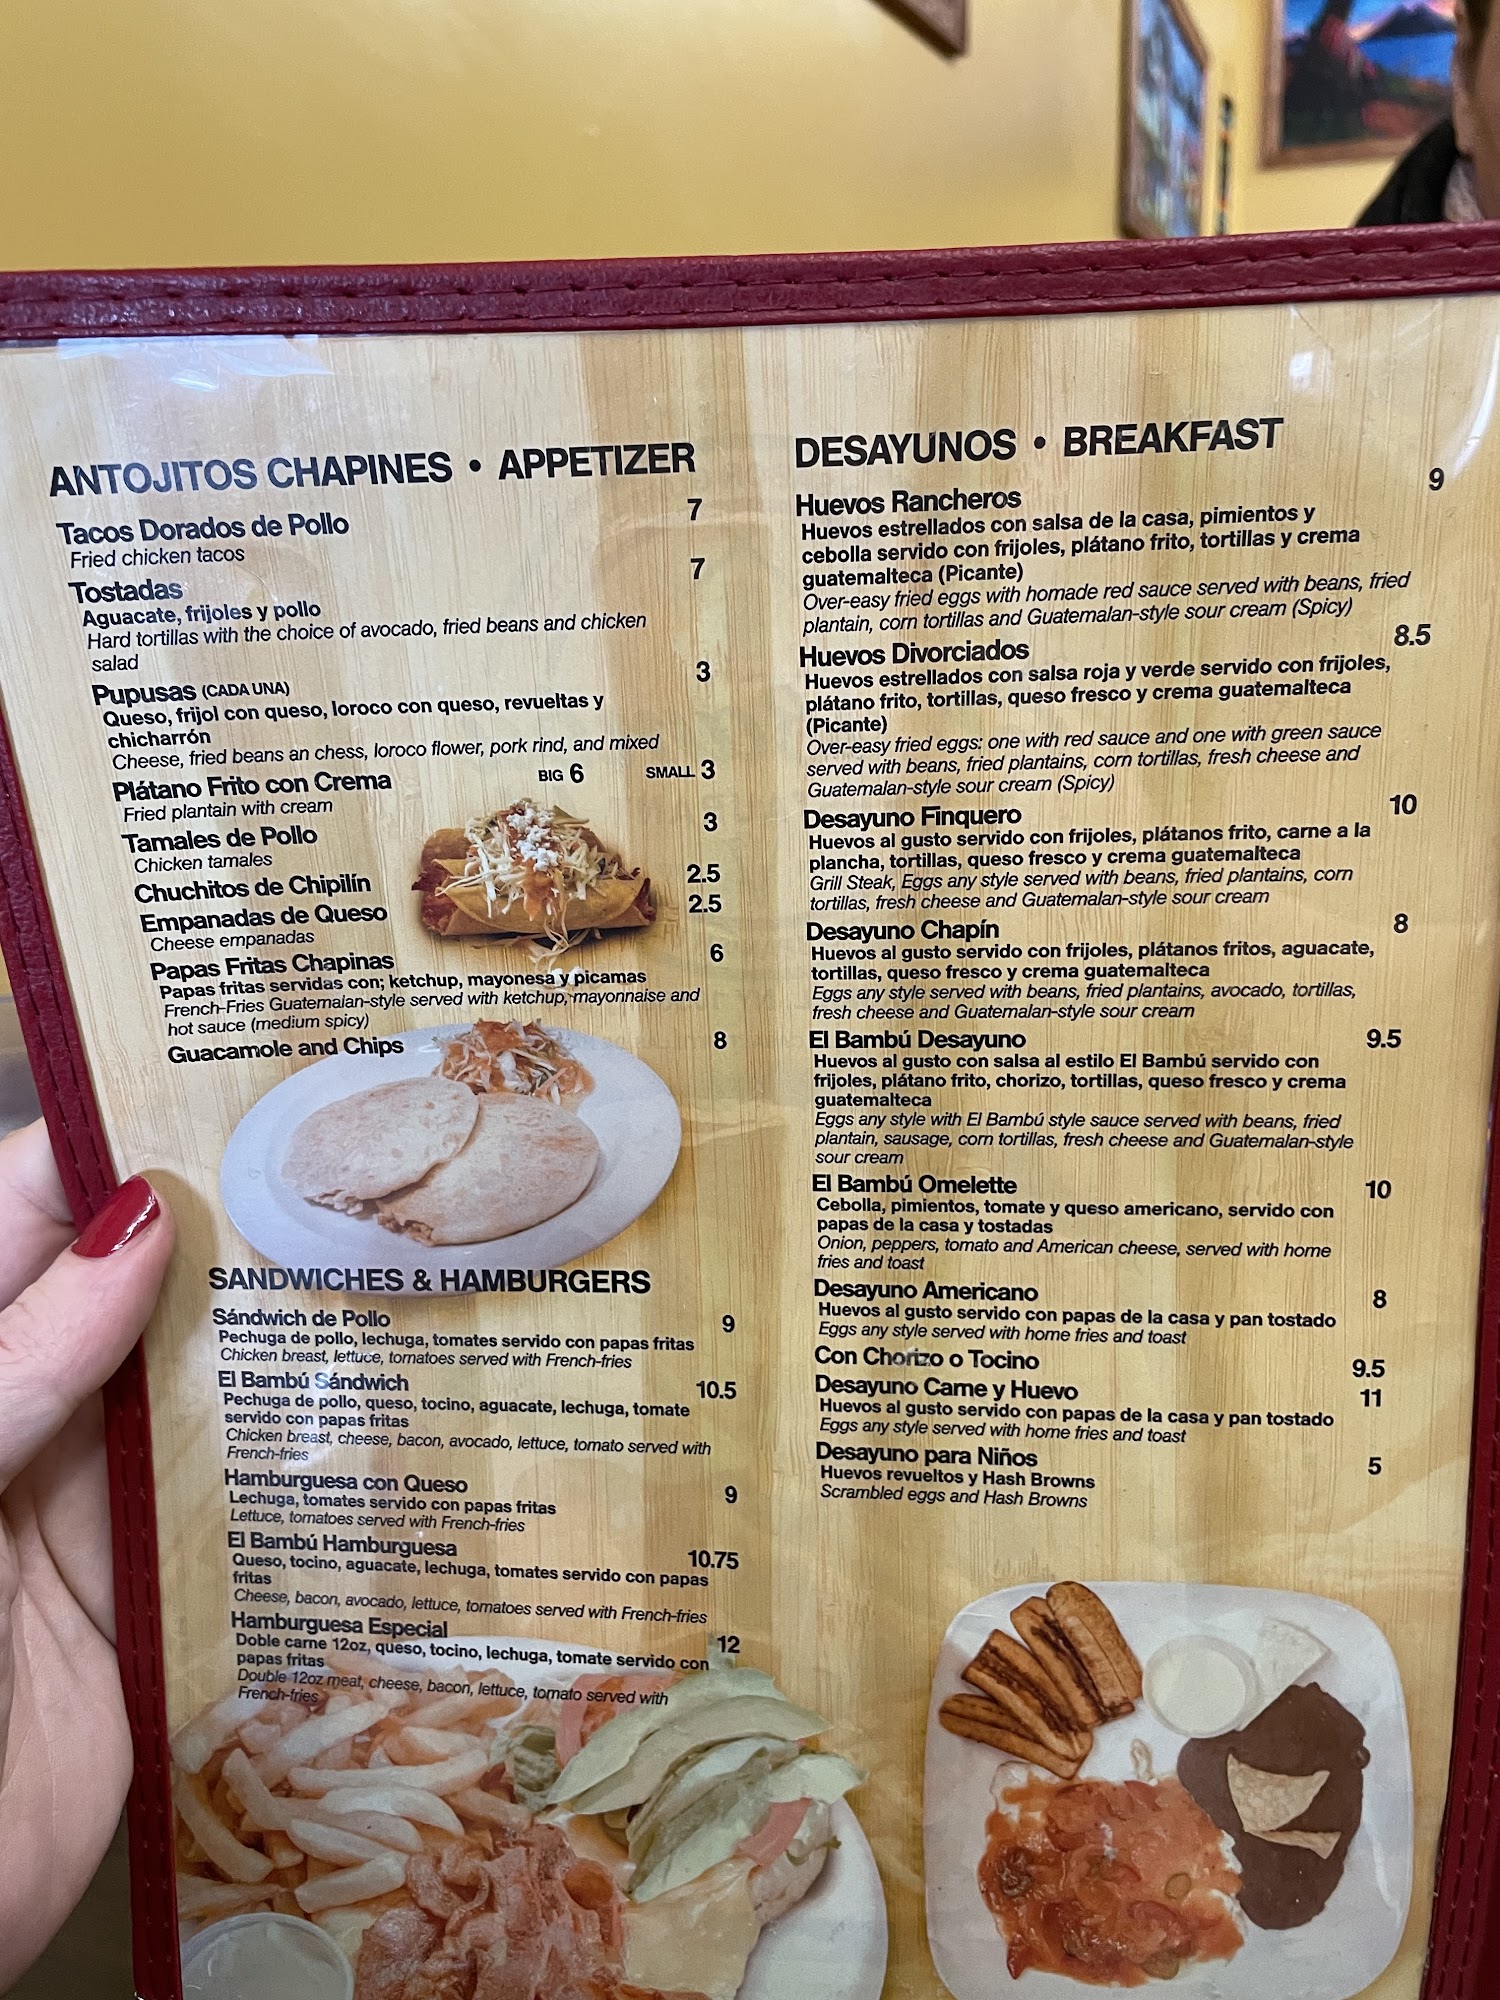 ANTOJITOS CHAPINES • APPETIZER
Tacos Dorados de Pollo 7
Fried chicken tacos
Tostadas 7
Aguacate, frijoles y pollo
Hard tortillas with the choice of avocado, fried beans and chicken
salad
Pupusas (CADA UNA) 3
Queso, frijol con queso, loroco con queso, revueltas y
chicharrón
Cheese, fried beans an chess, loroco flower, pork rind, and mixed
Plátano Frito con Crema BIG 6 SMALL 3
Fried plantain with cream
Tamales de Pollo 3
Chicken tamales
Chuchitos de Chipilín 2.5
Empanadas de Queso 2.5
Cheese empanadas
Papas Fritas Chapinas 6
Papas fritas servidas con; ketchup, mayonesa y picamas
French-Fries Guatemalan-style served with ketchup, mayonnaise and
hot sauce (medium spicy)
Guacamole and Chips 8
SANDWICHES & HAMBURGERS
Sándwich de Pollo 9
Pechuga de pollo, lechuga, tomates servido con papas fritas
Chicken breast, lettuce, tomatoes served with French-fries
El Bambú Sándwich 10.5
Pechuga de pollo, queso, tocino, aguacate, lechuga, tomate
servido con papas fritas
Chicken breast, cheese, bacon, avocado, lettuce, tomato served with
French-fries
Hamburguesa con Queso 9
Lechuga, tomates servido con papas fritas
Lettuce, tomatoes served with French-fries
El Bambú Hamburguesa 10.75
Queso, tocino, aguacate, lechuga, tomates servido con papas
fritas
Cheese, bacon, avocado, lettuce, tomatoes served with French-fries
Hamburguesa Especial 12
Doble carne 12oz, queso, tocino, lechuga, tomate servido con
papas fritas
Double 12oz meat, cheese, bacon, lettuce, tomato served with
French-fries
DESAYUNOS • BREAKFAST
Huevos Rancheros 9
Huevos estrellados con salsa de la casa, pimientos y
cebolla servido con frijoles, plátano frito, tortillas y crema
guatemalteca (Picante)
Over-easy fried eggs with homade red sauce served with beans, fried
plantain, corn tortillas and Guatemalan-style sour cream (Spicy)
Huevos Divorciados 8.5
Huevos estrellados con salsa roja y verde servido con frijoles,
plátano frito, tortillas, queso fresco y crema guatemalteca
(Picante)
Over-easy fried eggs: one with red sauce and one with green sauce
served with beans, fried plantains, corn tortillas, fresh cheese and
Guatemalan-style sour cream (Spicy)
Desayuno Finquero 10
Huevos al gusto servido con frijoles, plátanos frito, carne a la
plancha, tortillas, queso fresco y crema guatemalteca
Grill Steak, Eggs any style served with beans, fried plantains, corn
tortillas, fresh cheese and Guatemalan-style sour cream
Desayuno Chapín 8
Huevos al gusto servido con frijoles, plátanos fritos, aguacate,
tortillas, queso fresco y crema guatemalteca
Eggs any style served with beans, fried plantains, avocado, tortillas,
fresh cheese and Guatemalan-style sour cream
El Bambú Desayuno 9.5
Huevos al gusto con salsa al estilo El Bambú servido con
frijoles, plátano frito, chorizo, tortillas, queso fresco y crema
guatemalteca
Eggs any style with El Bambú style sauce served with beans, fried
plantain, sausage, corn tortillas, fresh cheese and Guatemalan-style
sour cream
El Bambú Omelette 10
Cebolla, pimientos, tomate y queso americano, servido con
papas de la casa y tostadas
Onion, peppers, tomato and American cheese, served with home
fries and toast
Desayuno Americano 8
Huevos al gusto servido con papas de la casa y pan tostado
Eggs any style served with home fries and toast
Con Chorizo o Tocino 9.5
Desayuno Carne y Huevo 11
Huevos al gusto servido con papas de la casa y pan tostado
Eggs any style served with home fries and toast
Desayuno para Niños 5
Huevos revueltos y Hash Browns
Scrambled eggs and Hash Browns